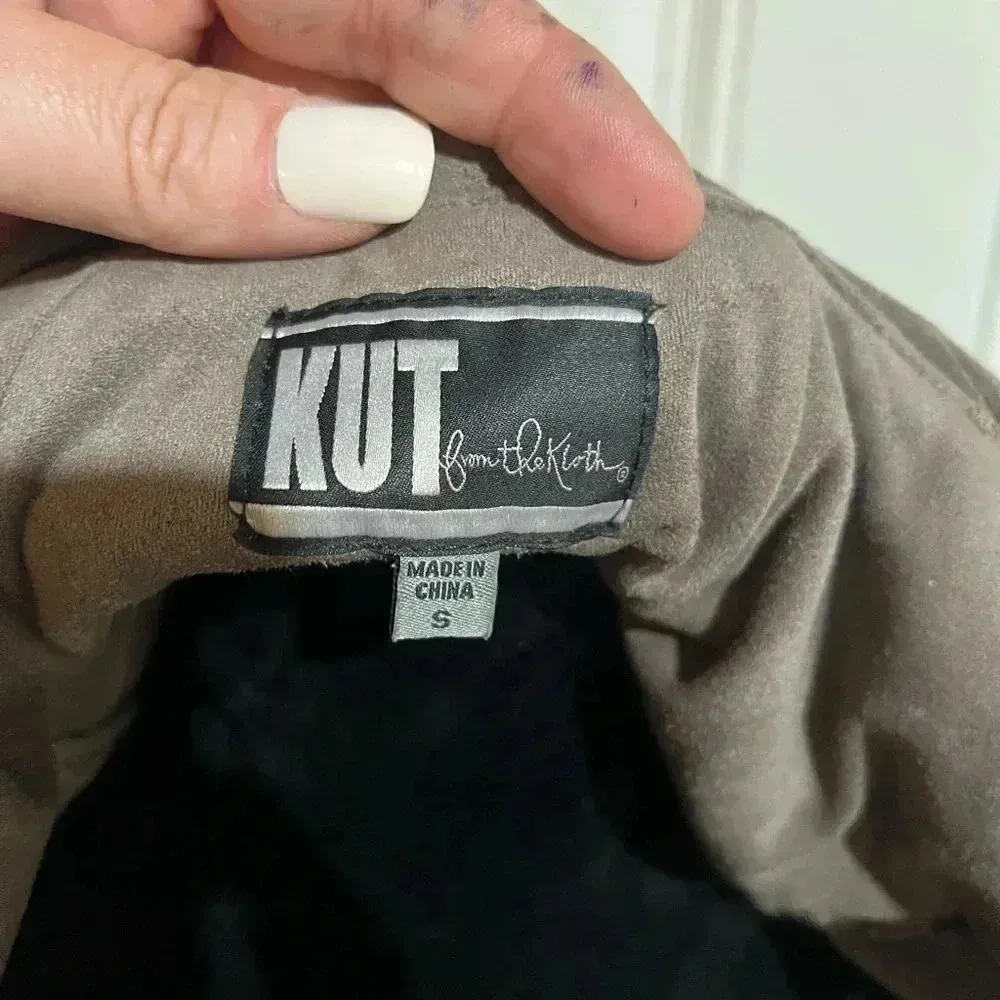 KUT from the Kloth ®
MADE IN
CHINA
S